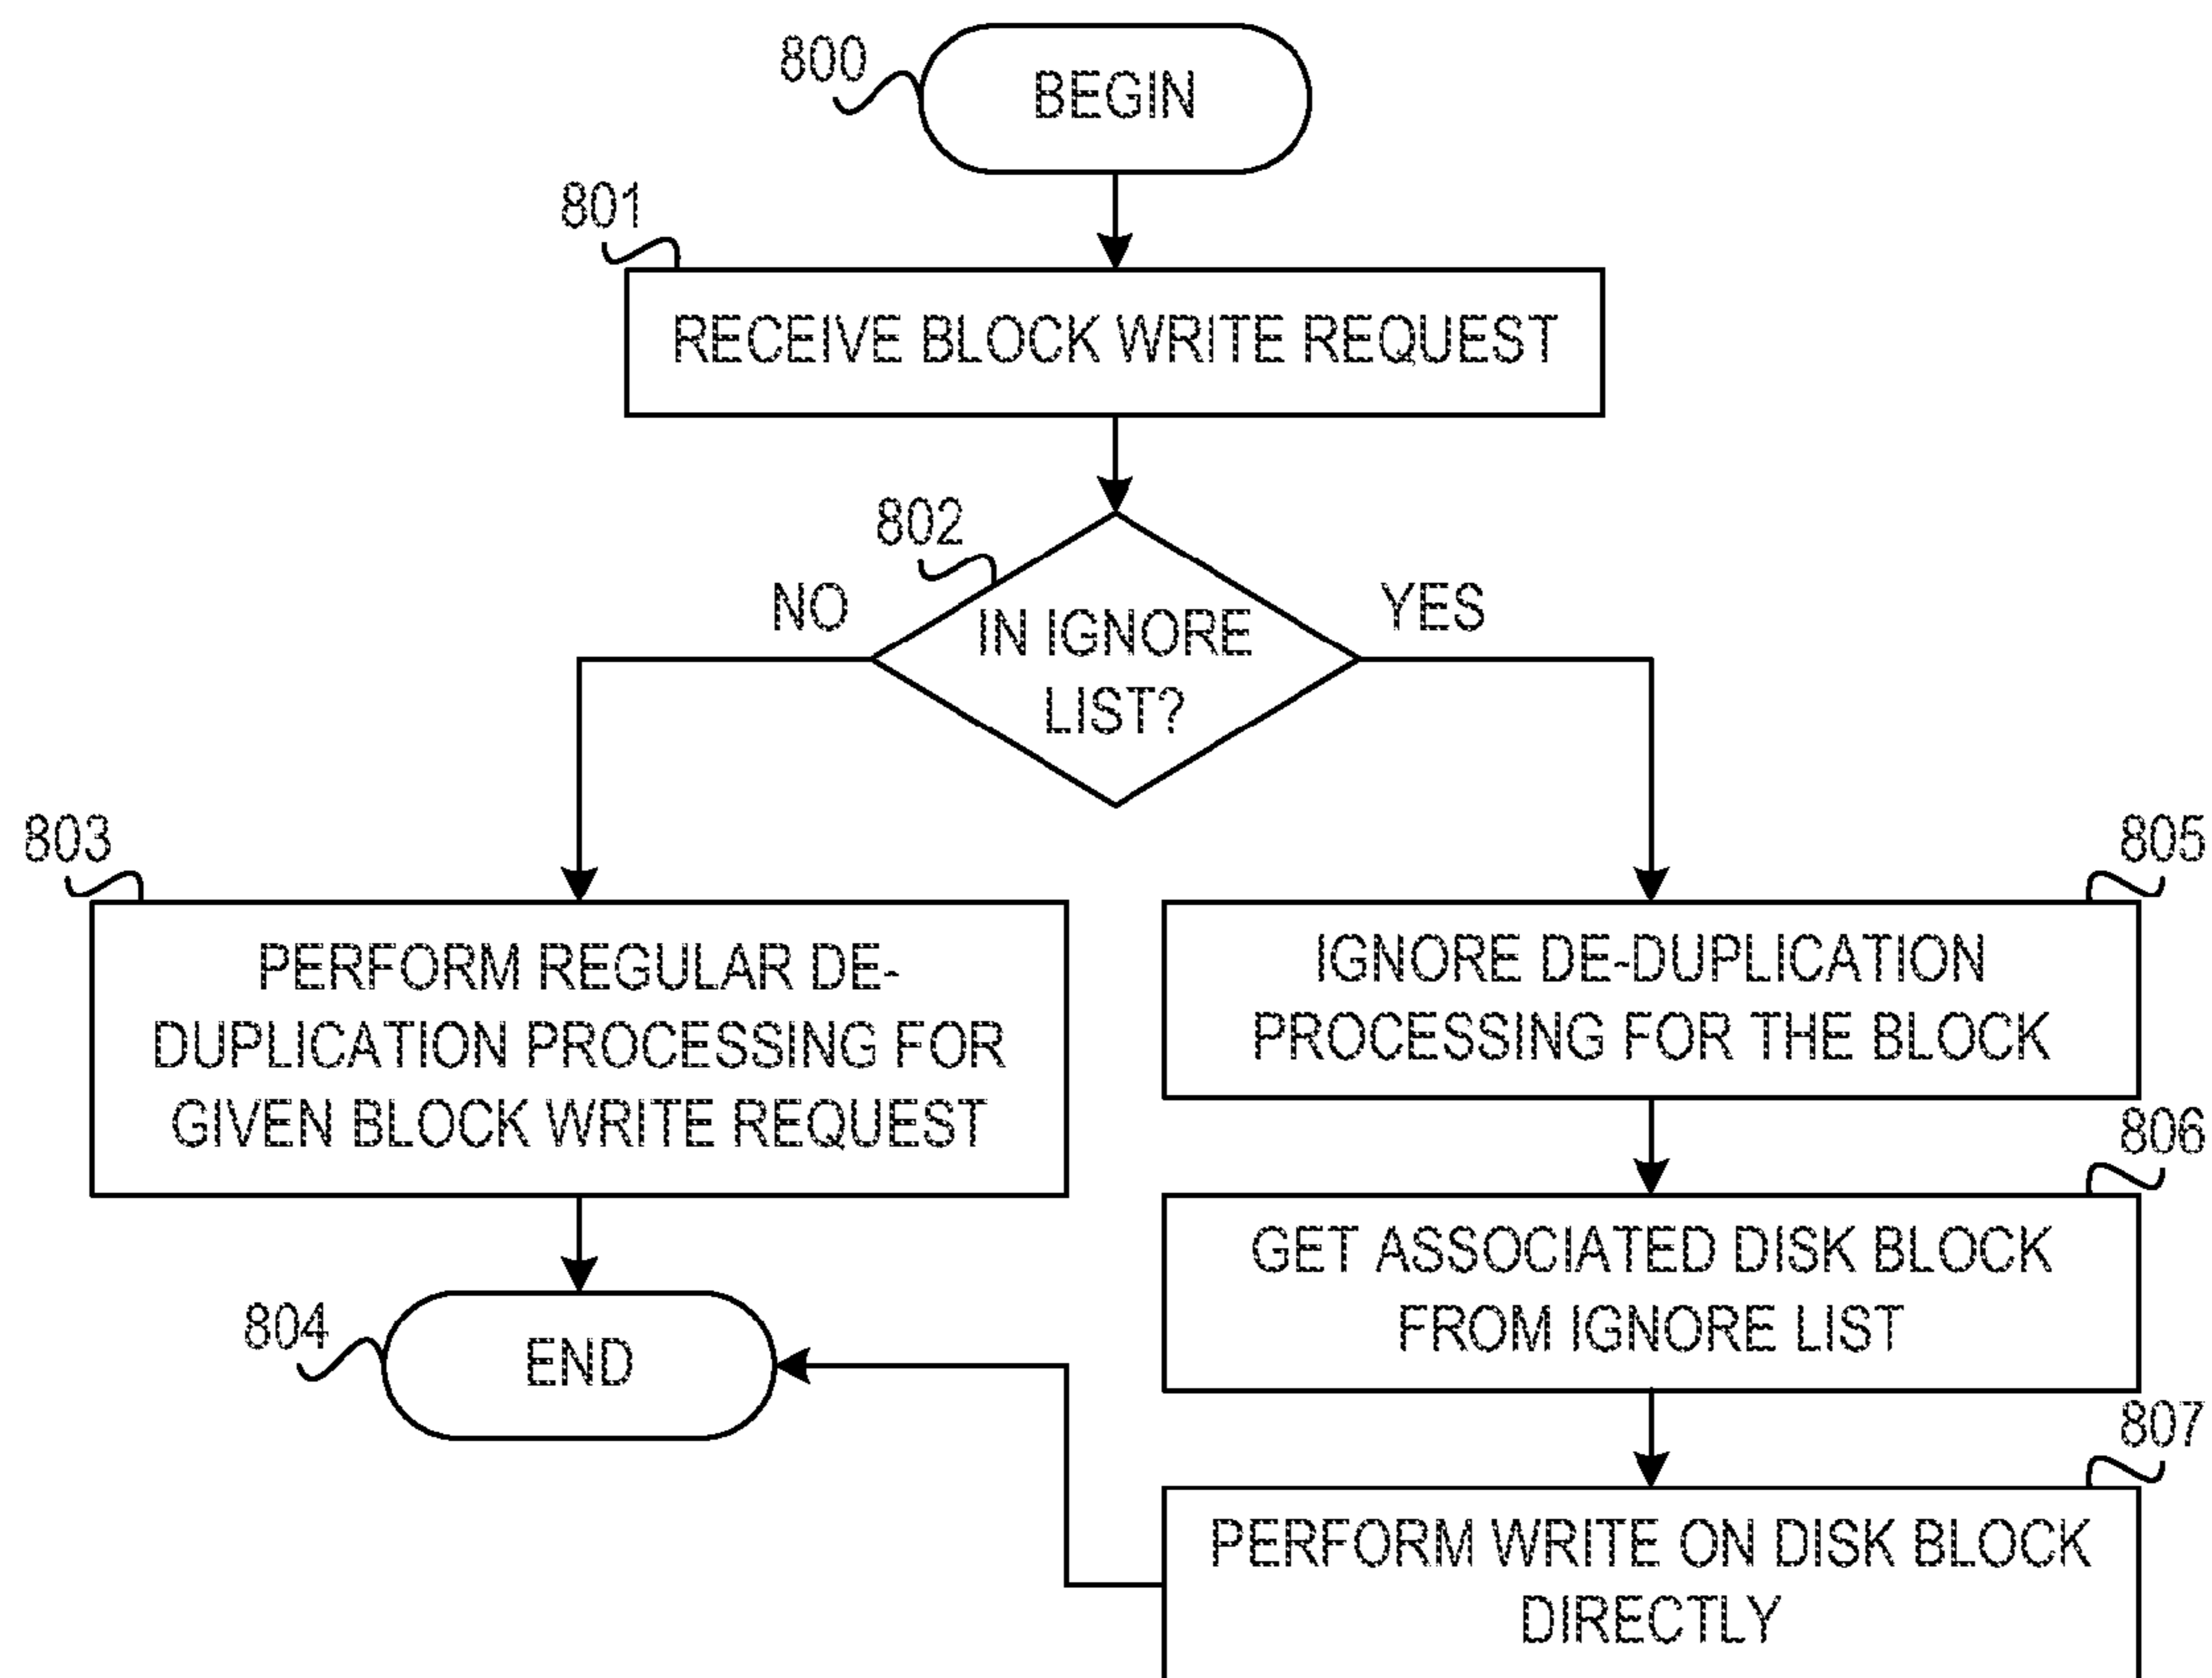 800
BEGIN
801
RECEIVE BLOCK WRITE REQUEST
802
NO
YES
IN IGNORE
LIST?
803
PERFORM REGULAR DE-
DUPLICATION PROCESSING FOR
GIVEN BLOCK WRITE REQUEST
804
END
805
IGNORE DE-DUPLICATION
PROCESSING FOR THE BLOCK
806
GET ASSOCIATED DISK BLOCK
FROM IGNORE LIST
807
PERFORM WRITE ON DISK BLOCK
DIRECTLY